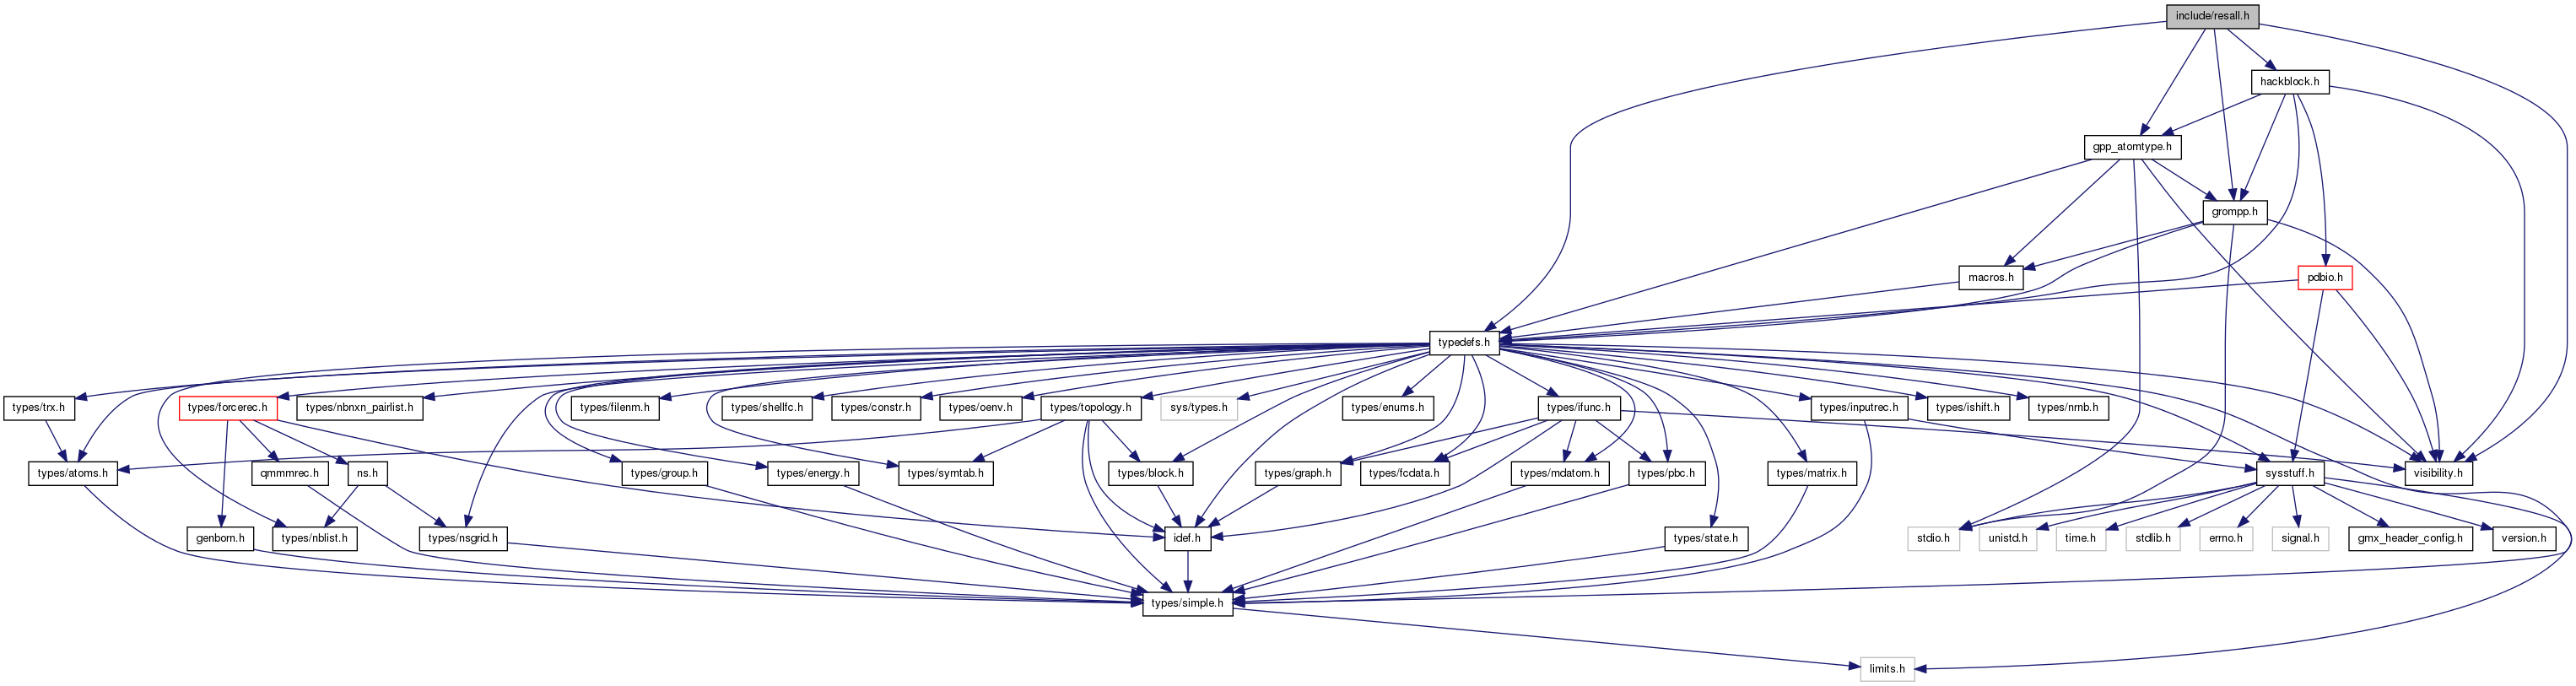 include/resall.h
hackblock.h
gpp_atomtype.h
grompp.h
macros.h
pdbio.h
typedefs.h
types/trx.h
types/forcerec.h
types/nbnxn_pairlist.h
types/filenm.h
types/shellfc.h
types/constr.h
types/oenv.h
types/topology.h
sys/types.h
types/enums.h
types/ifunc.h
types/inputrec.h
types/ishift.h
types/nrnb.h
types/atoms.h
qmmmrec.h
ns.h
types/group.h
types/energy.h
types/symtab.h
types/block.h
types/graph.h
types/fcdata.h
types/mdatom.h
types/pbc.h
types/matrix.h
sysstuff.h
visibility.h
genborn.h
types/nblist.h
types/nsgrid.h
idef.h
types/state.h
stdio.h
unistd.h
time.h
stdlib.h
errno.h
signal.h
gmx_header_config.h
version.h
types/simple.h
limits.h